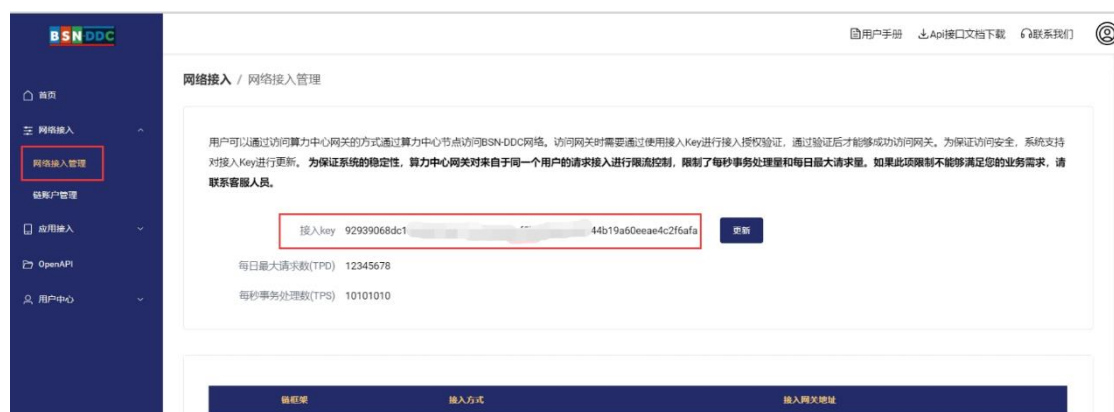 BSN DDC
用户手册 Api接口文档下载 联系我们
网络接入 / 网络接入管理
首页
网络接入
网络接入管理
链账户管理
应用接入
OpenAPI
用户中心
用户可以通过访问算力中心网关的方式通过算力中心节点访问BSN-DDC网络。访问网关时需要通过使用接入Key进行接入授权验证，通过验证后才能够成功访问网关。为保证访问安全，系统支持
对接入Key进行更新。为保证系统的稳定性，算力中心网关对来自于同一个用户的请求接入进行限流控制，限制了每秒事务处理量和每日最大请求量。如果此项限制不能够满足您的业务需求，请
联系客服人员。
接入key 92939068dc1 44b19a60eeae4c2f6afa 更新
每日最大请求数(TPD) 12345678
每秒事务处理数(TPS) 10101010
链框架 接入方式 接入网关地址